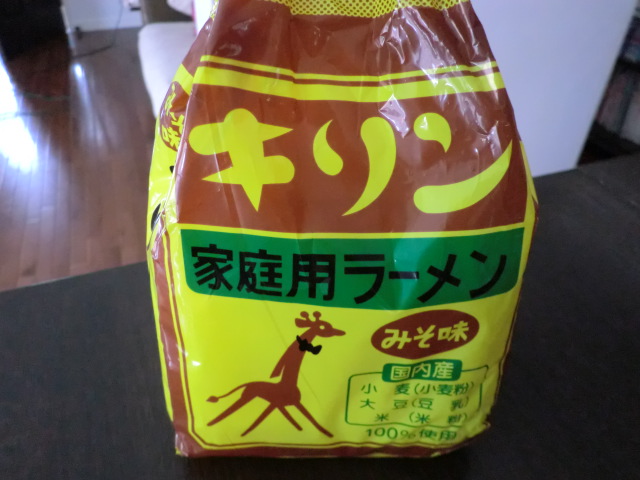 キリン
家庭用ラーメン
みそ味
国内産
小麦(小麦粉)
大豆(豆乳)
米(米粉)
100%使用